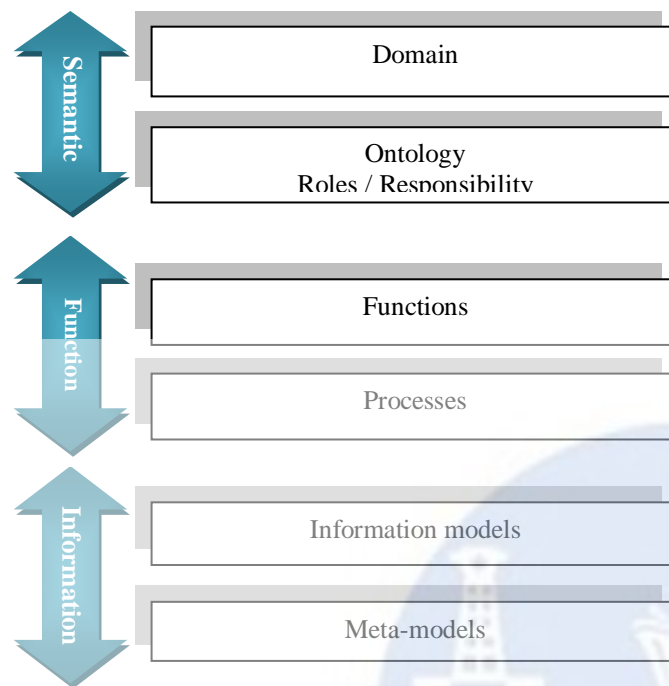 Semantic
Domain
Ontology
Roles / Responsibility
Function
Functions
Processes
Information
Information models
Meta-models